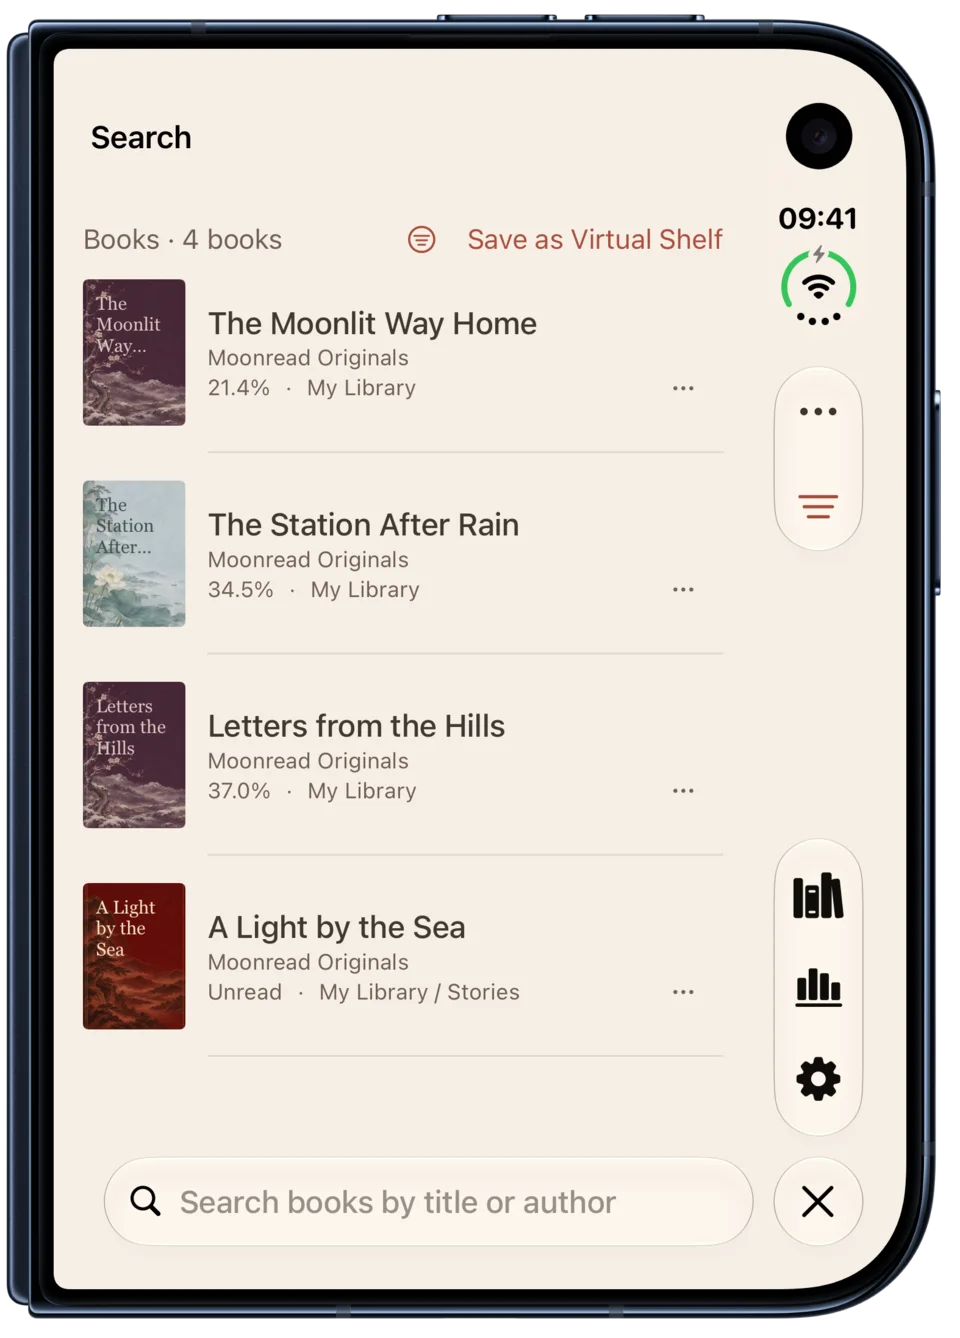 Search
09:41
Books · 4 books
Save as Virtual Shelf
The
Moonlit
Way...
The Moonlit Way Home
Moonread Originals
21.4% · My Library
The
Station
After...
The Station After Rain
Moonread Originals
34.5% · My Library
Letters
from the
Hills
Letters from the Hills
Moonread Originals
37.0% · My Library
A Light
by the
Sea
A Light by the Sea
Moonread Originals
Unread · My Library / Stories
Search books by title or author